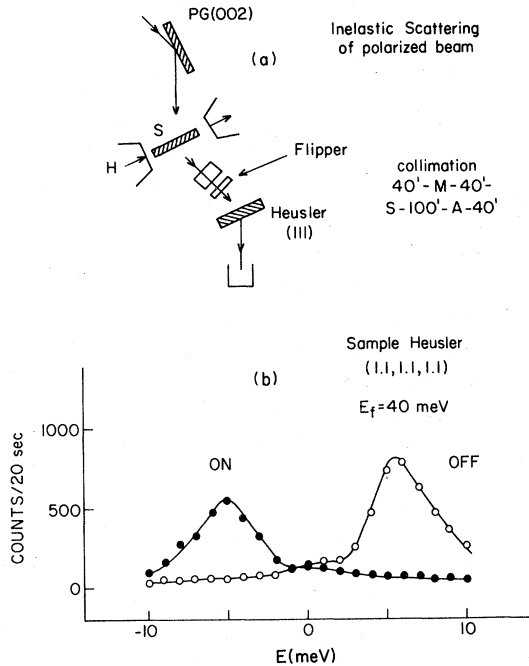 PG(002)
Inelastic Scattering
of polarized beam
(a)
S
H
Flipper
collimation
40'-M-40'-
S-100'-A-40'
Heusler
(111)
Sample Heusler
(1.1,1.1,1.1)
(b)
E_f=40 meV
1000
ON
OFF
500
COUNTS/20 sec
0
-10
0
10
E(meV)